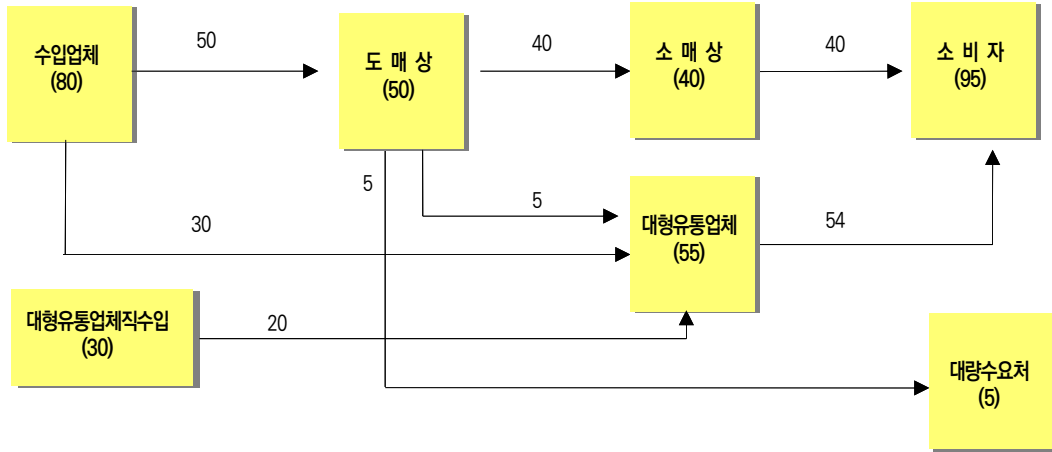 수입업체
(80)
50
도 매 상
(50)
40
소 매 상
(40)
40
소 비 자
(95)
5
5
30
대형유통업체
(55)
54
대형유통업체직수입
(30)
20
대량수요처
(5)